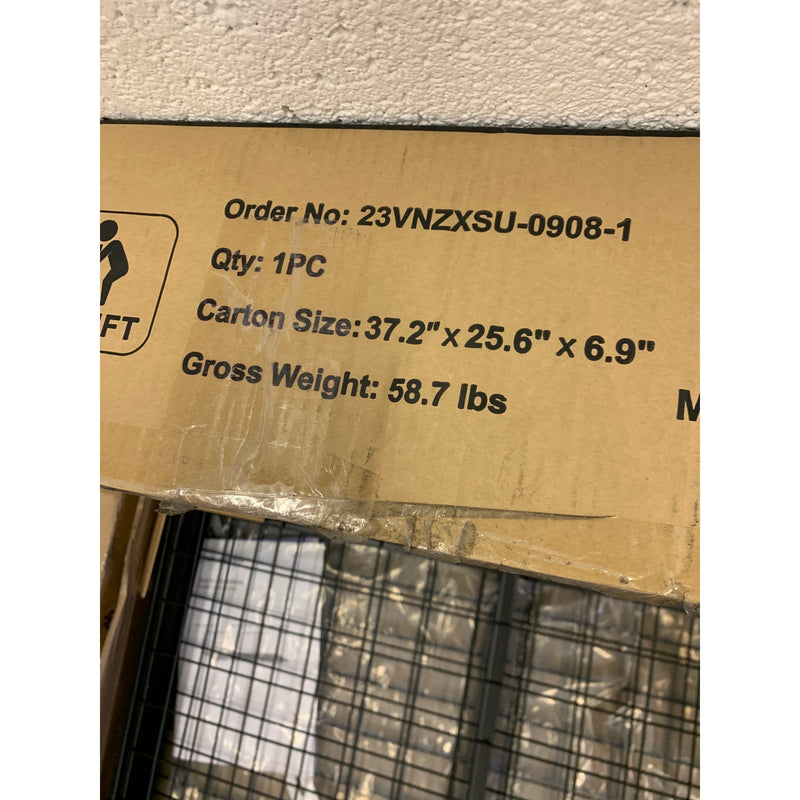 Order No: 23VNZXSU-0908-1
Qty: 1PC
Carton Size: 37.2" x 25.6" x 6.9"
Gross Weight: 58.7 lbs
IFT
M